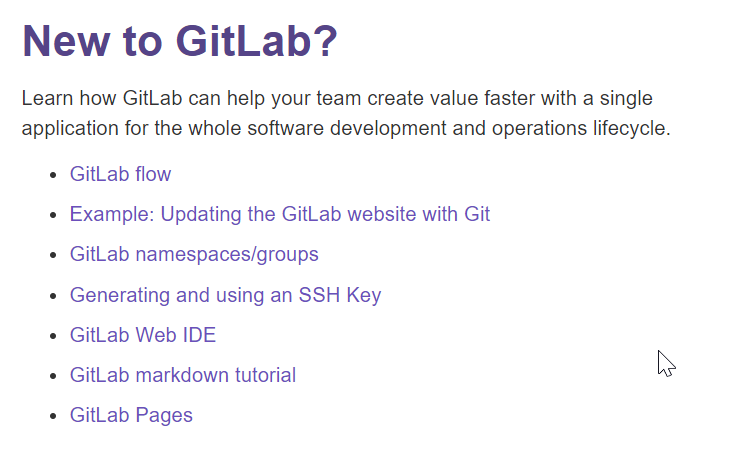 New to GitLab?
Learn how GitLab can help your team create value faster with a single
application for the whole software development and operations lifecycle.
GitLab flow
Example: Updating the GitLab website with Git
GitLab namespaces/groups
Generating and using an SSH Key
GitLab Web IDE
GitLab markdown tutorial
GitLab Pages